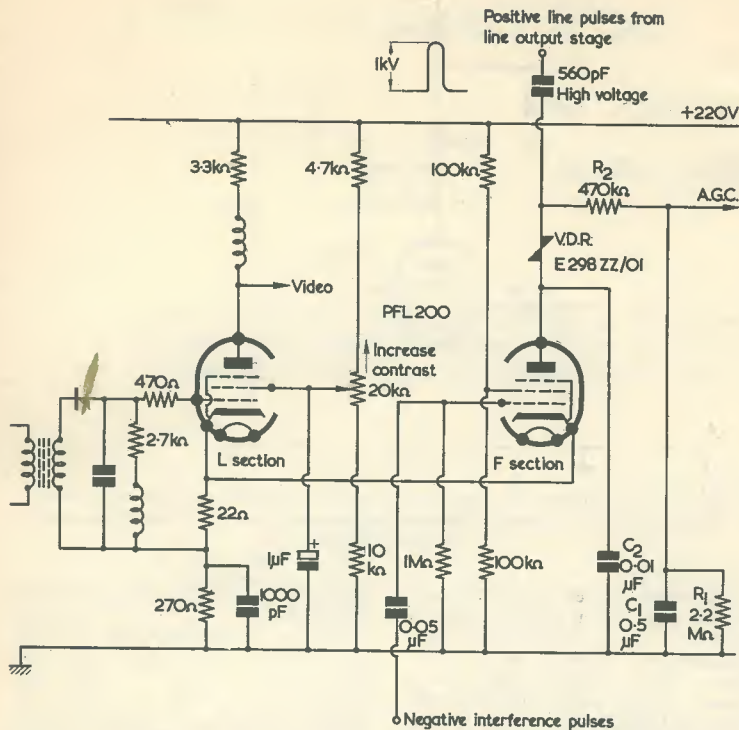 Positive line pulses from
line output stage
1kV
560pF
High voltage
+220V
3·3kΩ
4·7kΩ
100kΩ
R2
470kΩ
A.G.C.
V.D.R.
E298 ZZ/01
Video
PFL200
Increase
contrast
20kΩ
470Ω
2·7kΩ
L section
F section
22Ω
1μF
+
10
kΩ
1MΩ
100kΩ
C2
0·01
μF
C1
0·5
μF
R1
2·2
MΩ
270Ω
1000
pF
0·05
μF
Negative interference pulses